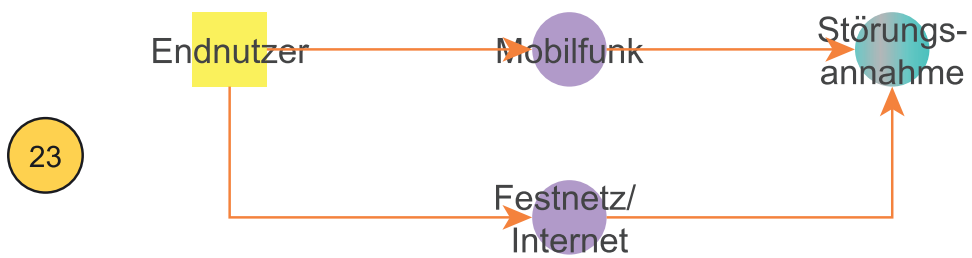 Endnutzer
Mobilfunk
Störungs-
annahme
23
Festnetz/
Internet